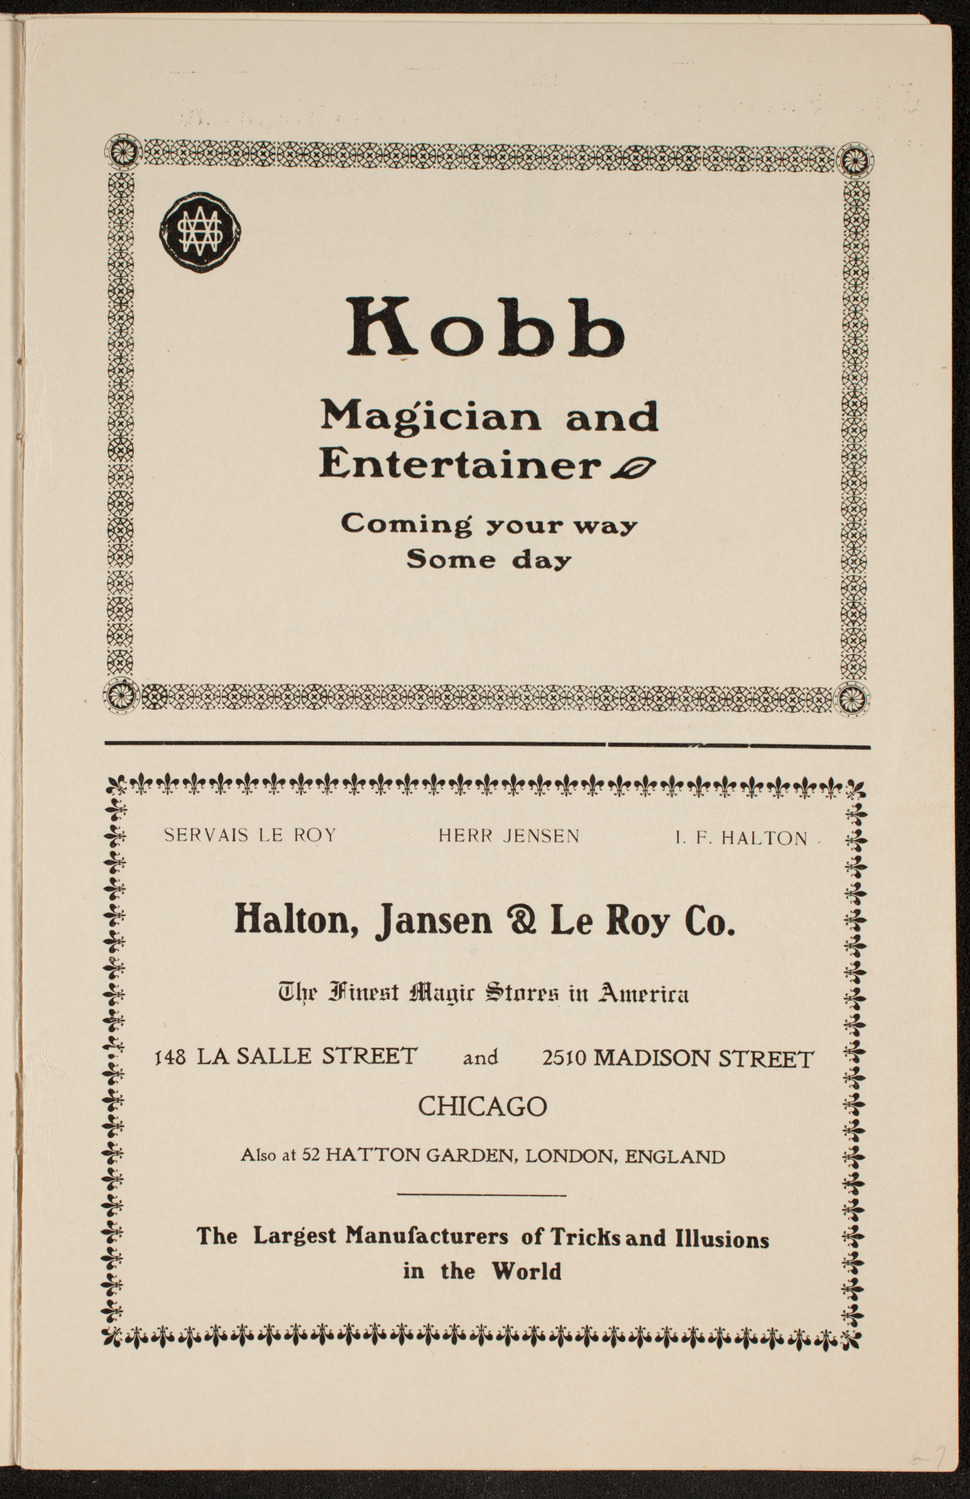 Kobb
Magician and
Entertainer
Coming your way
Some day
SERVAIS LE ROY HERR JENSEN I. F. HALTON
Halton, Jansen & Le Roy Co.
The Finest Magic Stores in America
148 LA SALLE STREET and 2510 MADISON STREET
CHICAGO
Also at 52 HATTON GARDEN, LONDON, ENGLAND
The Largest Manufacturers of Tricks and Illusions
in the World